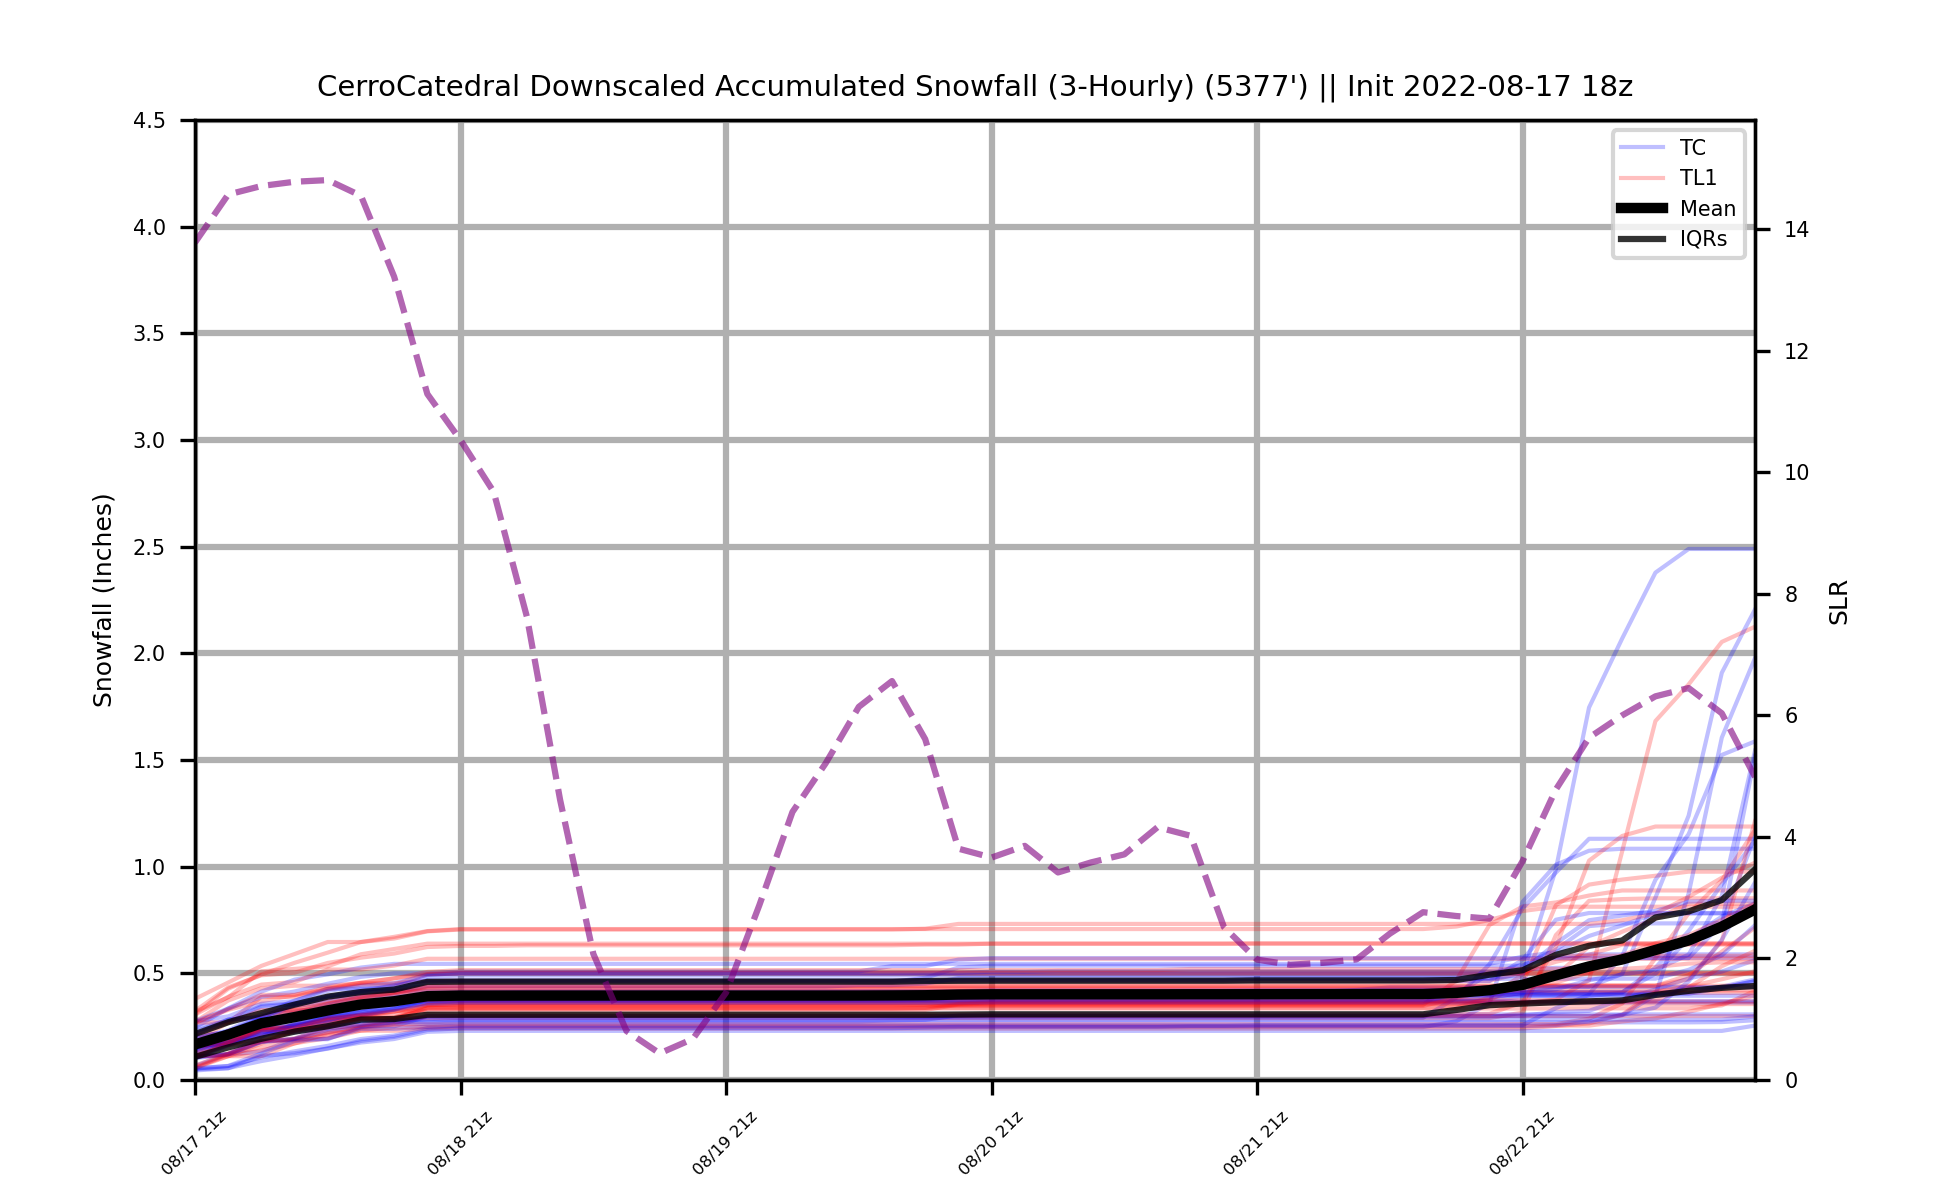 CerroCatedral Downscaled Accumulated Snowfall (3-Hourly) (5377') || Init 2022-08-17 18z
4.5
4.0
3.5
3.0
2.5
2.0
1.5
1.0
0.5
0.0
Snowfall (Inches)
TC
TL1
Mean
IQRs
14
12
10
8
6
4
2
0
SLR
08/17 21z
08/18 21z
08/19 21z
08/20 21z
08/21 21z
08/22 21z